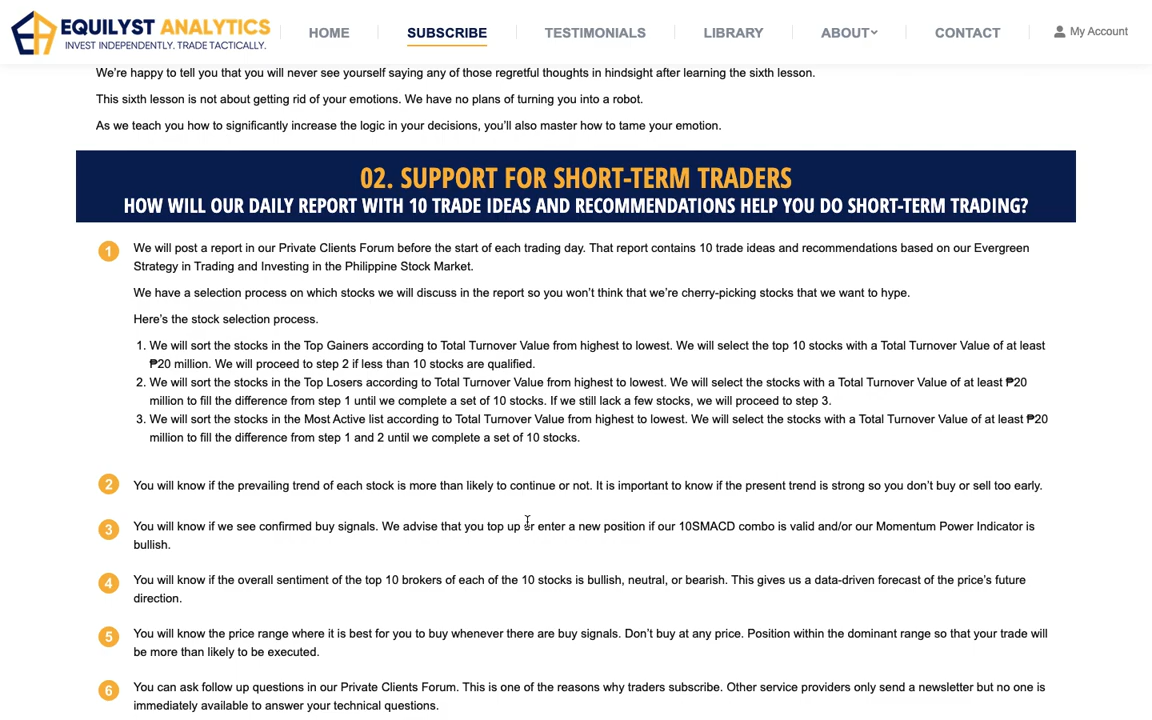 EQUILYST ANALYTICS
INVEST INDEPENDENTLY. TRADE TACTICALLY.
HOME
SUBSCRIBE
TESTIMONIALS
LIBRARY
ABOUT
CONTACT
My Account
We're happy to tell you that you will never see yourself saying any of those regretful thoughts in hindsight after learning the sixth lesson.
This sixth lesson is not about getting rid of your emotions. We have no plans of turning you into a robot.
As we teach you how to significantly increase the logic in your decisions, you'll also master how to tame your emotion.
02. SUPPORT FOR SHORT-TERM TRADERS
HOW WILL OUR DAILY REPORT WITH 10 TRADE IDEAS AND RECOMMENDATIONS HELP YOU DO SHORT-TERM TRADING?
1 We will post a report in our Private Clients Forum before the start of each trading day. That report contains 10 trade ideas and recommendations based on our Evergreen
Strategy in Trading and Investing in the Philippine Stock Market.
We have a selection process on which stocks we will discuss in the report so you won't think that we're cherry-picking stocks that we want to hype.
Here's the stock selection process.
1. We will sort the stocks in the Top Gainers according to Total Turnover Value from highest to lowest. We will select the top 10 stocks with a Total Turnover Value of at least
₱20 million. We will proceed to step 2 if less than 10 stocks are qualified.
2. We will sort the stocks in the Top Losers according to Total Turnover Value from highest to lowest. We will select the stocks with a Total Turnover Value of at least ₱20
million to fill the difference from step 1 until we complete a set of 10 stocks. If we still lack a few stocks, we will proceed to step 3.
3. We will sort the stocks in the Most Active list according to Total Turnover Value from highest to lowest. We will select the stocks with a Total Turnover Value of at least ₱20
million to fill the difference from step 1 and 2 until we complete a set of 10 stocks.
2 You will know if the prevailing trend of each stock is more than likely to continue or not. It is important to know if the present trend is strong so you don't buy or sell too early.
3 You will know if we see confirmed buy signals. We advise that you top up or enter a new position if our 10SMACD combo is valid and/or our Momentum Power Indicator is
bullish.
4 You will know if the overall sentiment of the top 10 brokers of each of the 10 stocks is bullish, neutral, or bearish. This gives us a data-driven forecast of the price's future
direction.
5 You will know the price range where it is best for you to buy whenever there are buy signals. Don't buy at any price. Position within the dominant range so that your trade will
be more than likely to be executed.
6 You can ask follow up questions in our Private Clients Forum. This is one of the reasons why traders subscribe. Other service providers only send a newsletter but no one is
immediately available to answer your technical questions.